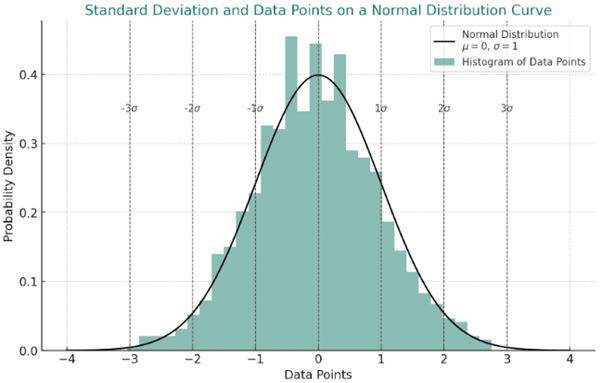 Standard Deviation and Data Points on a Normal Distribution Curve
Normal Distribution
μ = 0, σ = 1
Histogram of Data Points
-3σ -2σ -1σ 1σ 2σ 3σ
Probability Density
0.4
0.3
0.2
0.1
0.0
−4 −3 −2 −1 0 1 2 3 4
Data Points